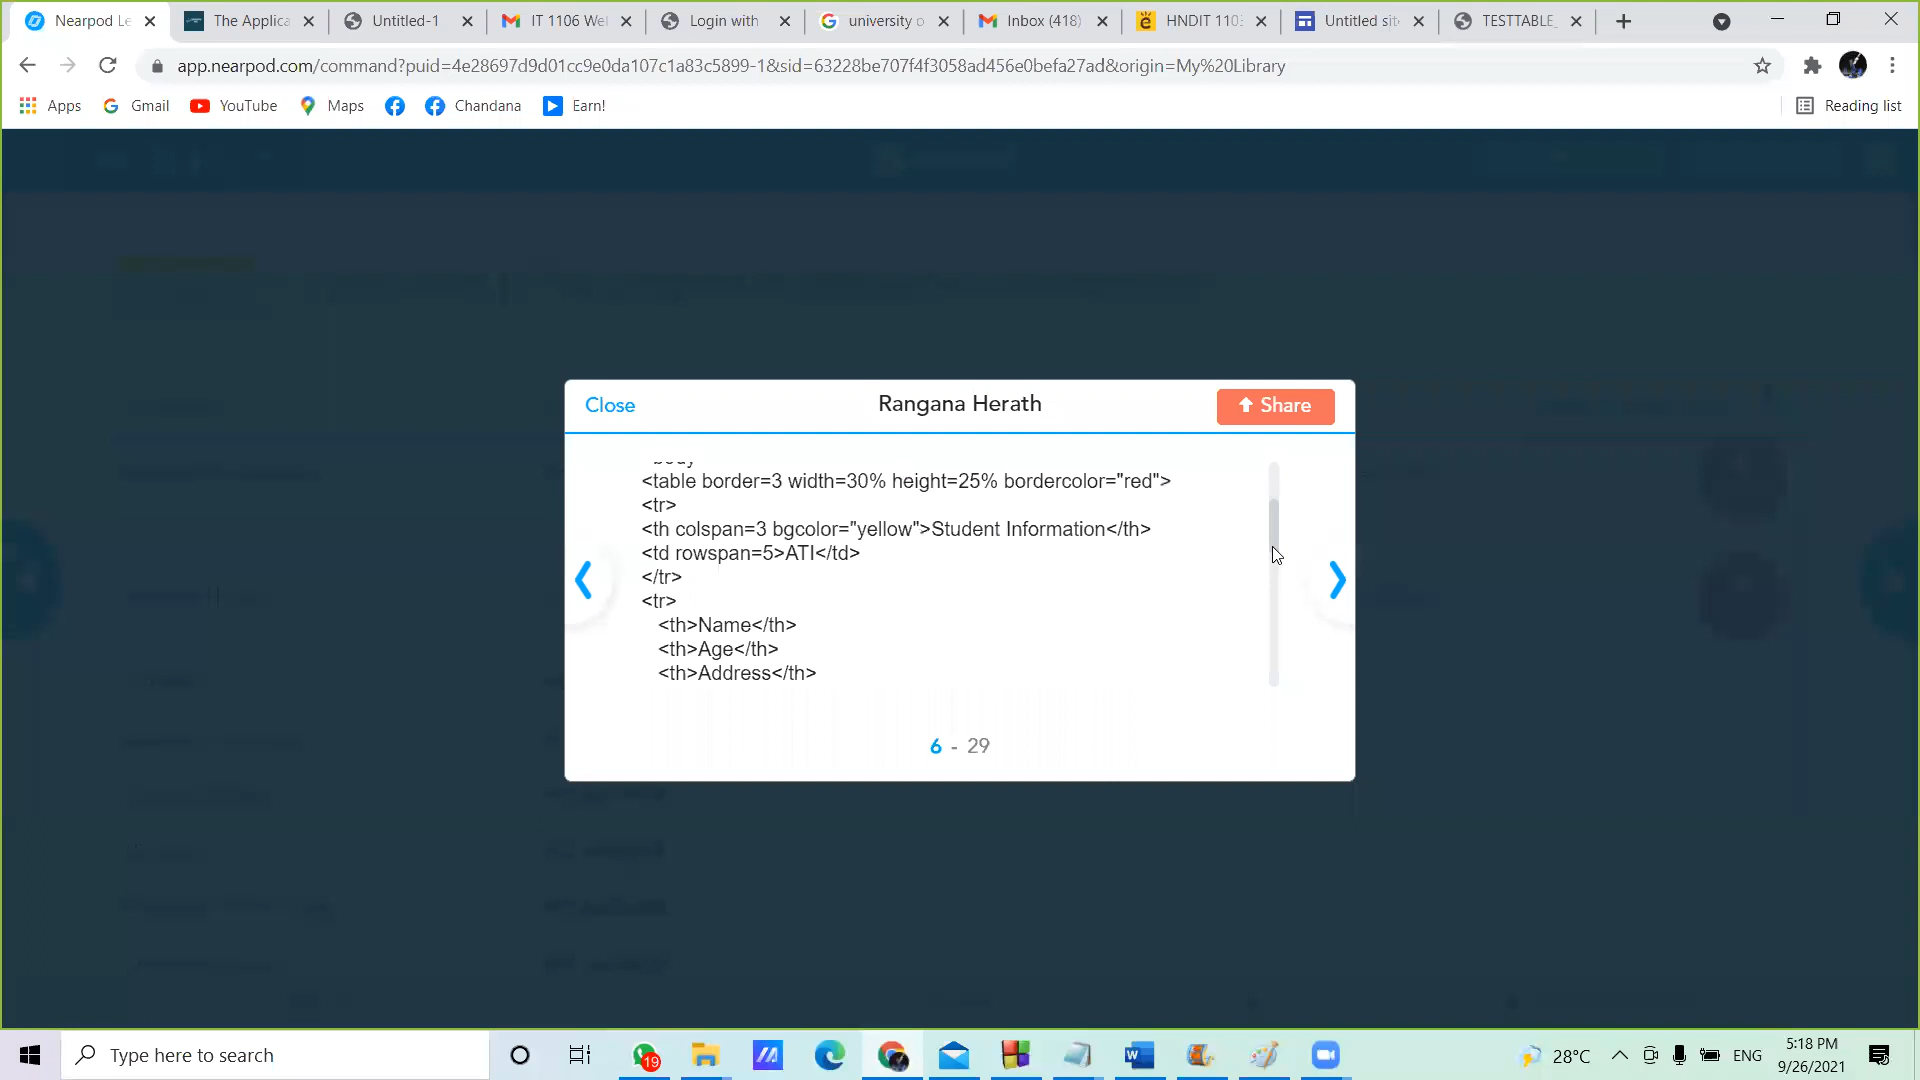 Nearpod Le
The Applica
Untitled-1
IT 1106 Wel
Login with
university o
Inbox (418)
HNDIT 110
Untitled sit
TESTTABLE_
app.nearpod.com/command?puid=4e28697d9d01cc9e0da107c1a83c5899-1&sid=63228be707f4f3058ad456e0befa27ad&origin=My%20Library
Apps
Gmail
YouTube
Maps
Chandana
Earn!
Reading list
Close
Rangana Herath
Share
<table border=3 width=30% height=25% bordercolor="red">
<tr>
<th colspan=3 bgcolor="yellow">Student Information</th>
<td rowspan=5>ATI</td>
</tr>
<tr>
<th>Name</th>
<th>Age</th>
<th>Address</th>
6 - 29
Type here to search
19
28°C
ENG
5:18 PM
9/26/2021